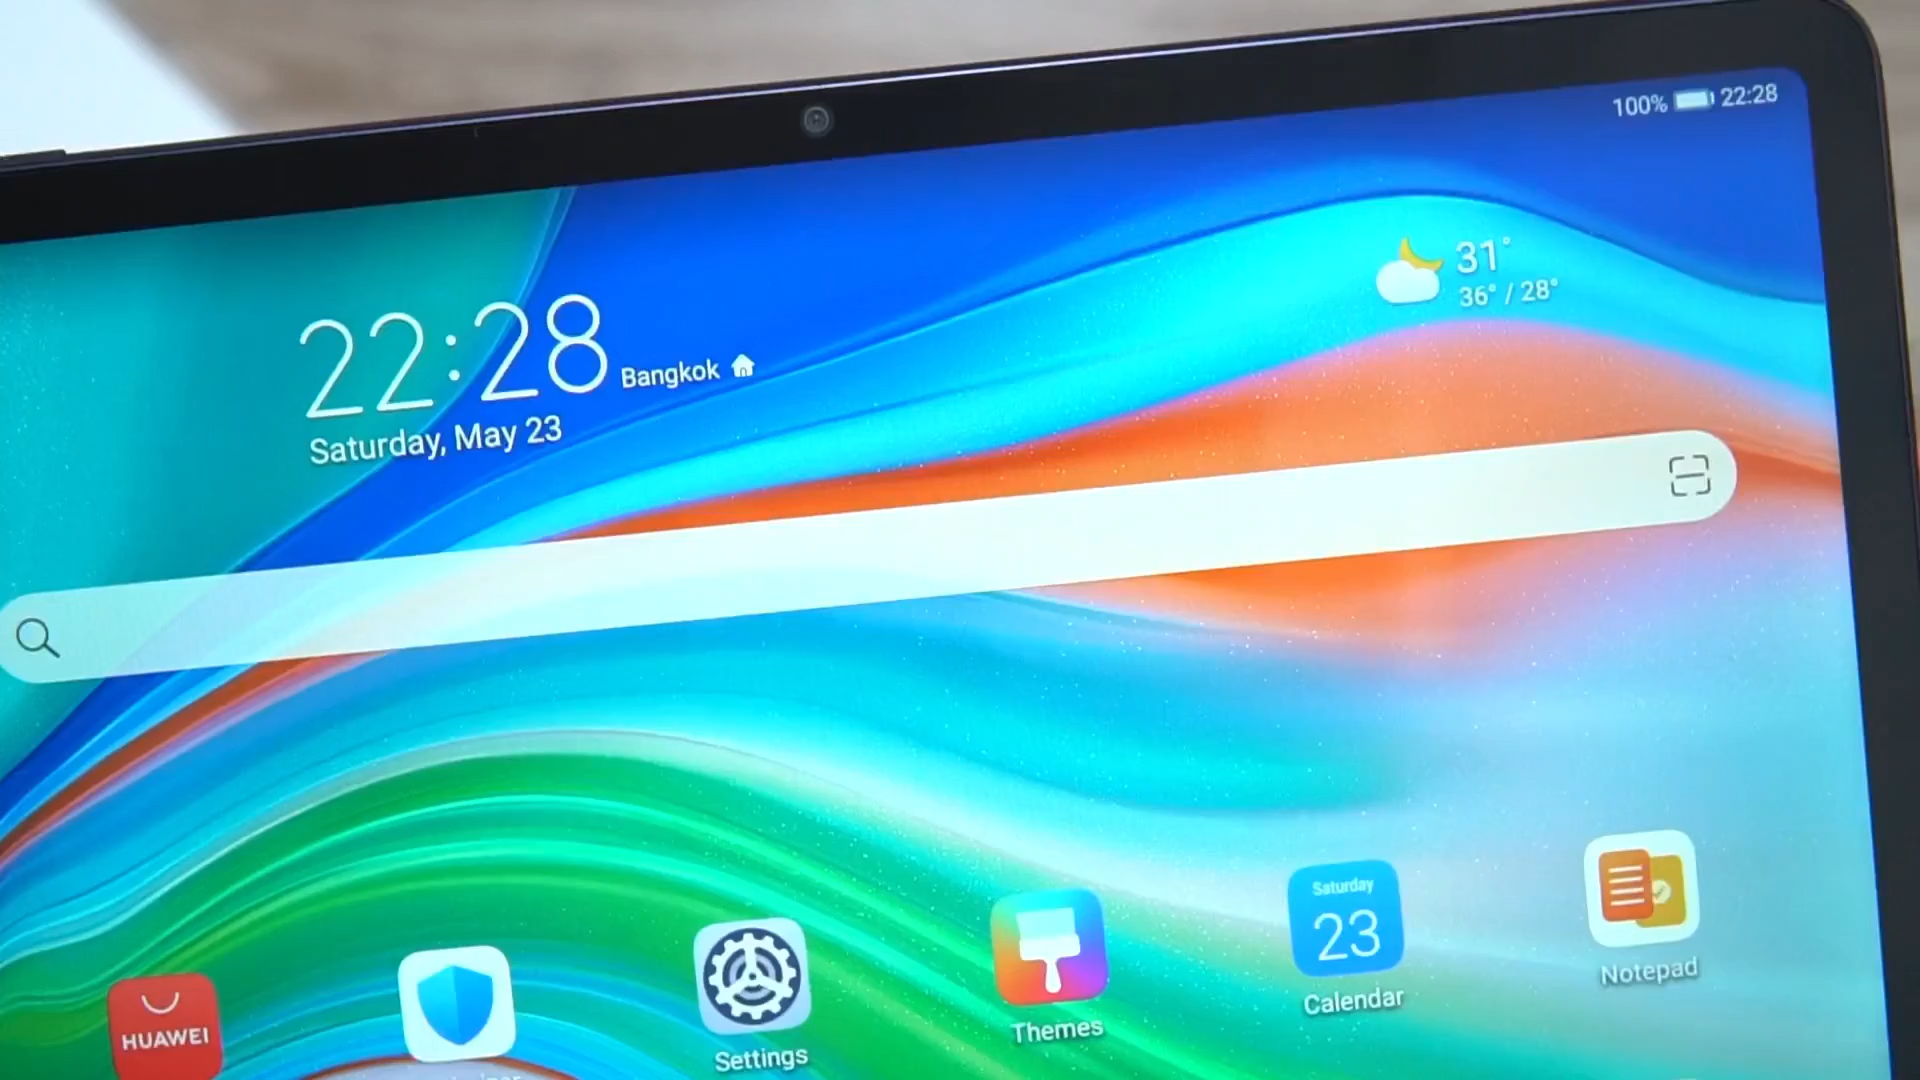 100% 22:28
31°
36° / 28°
22:28 Bangkok
Saturday, May 23
Saturday
23
HUAWEI
Settings
Themes
Calendar
Notepad